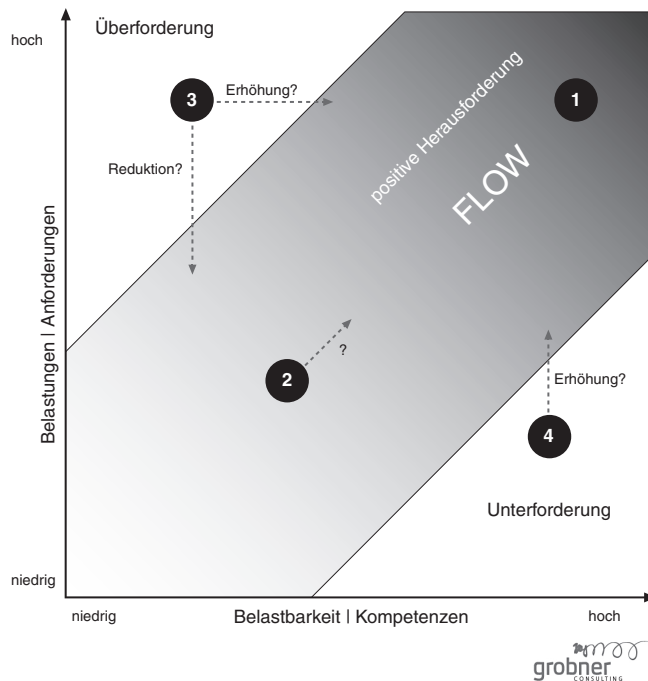 hoch
Überforderung
3
Erhöhung?
1
positive Herausforderung
FLOW
Reduktion?
Belastungen | Anforderungen
2
?
Erhöhung?
4
Unterforderung
niedrig
niedrig
Belastbarkeit | Kompetenzen
hoch
grobner
CONSULTING